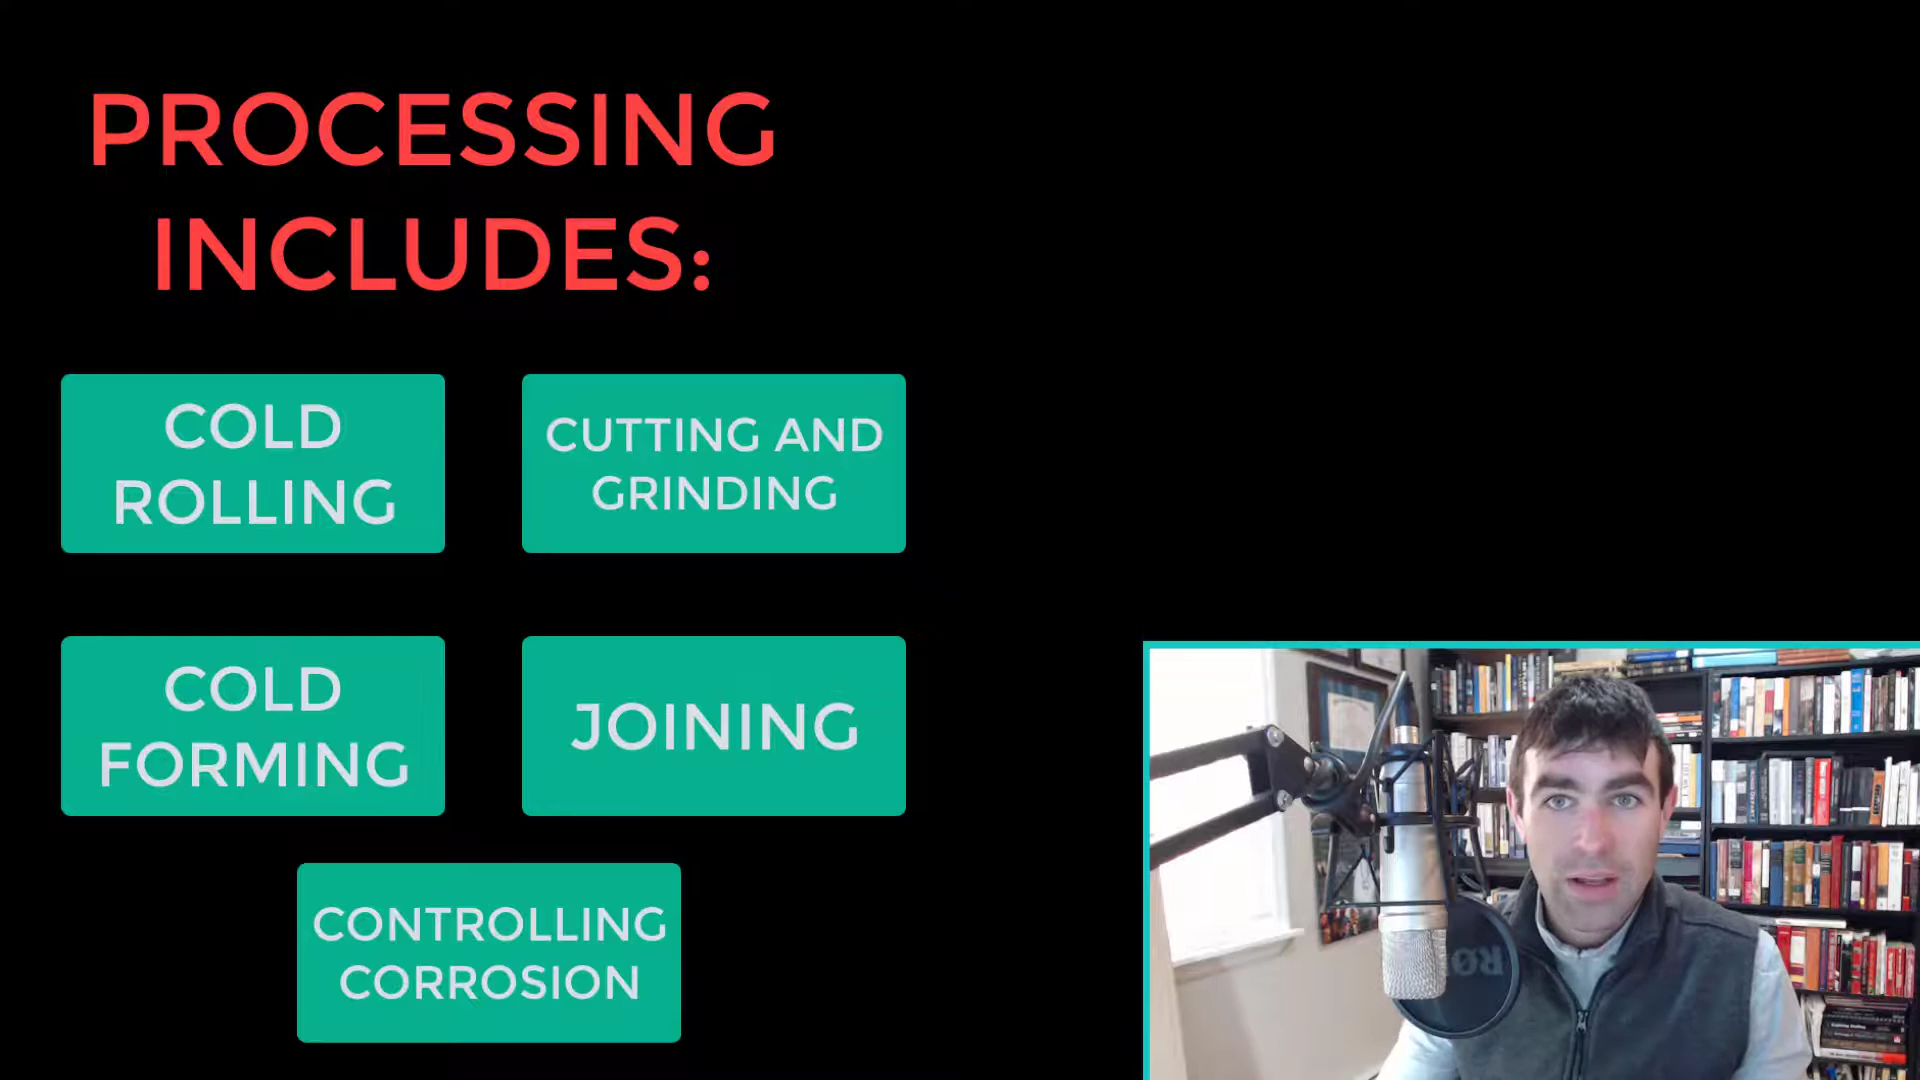 PROCESSING
INCLUDES:
COLD
ROLLING
CUTTING AND
GRINDING
COLD
FORMING
JOINING
CONTROLLING
CORROSION